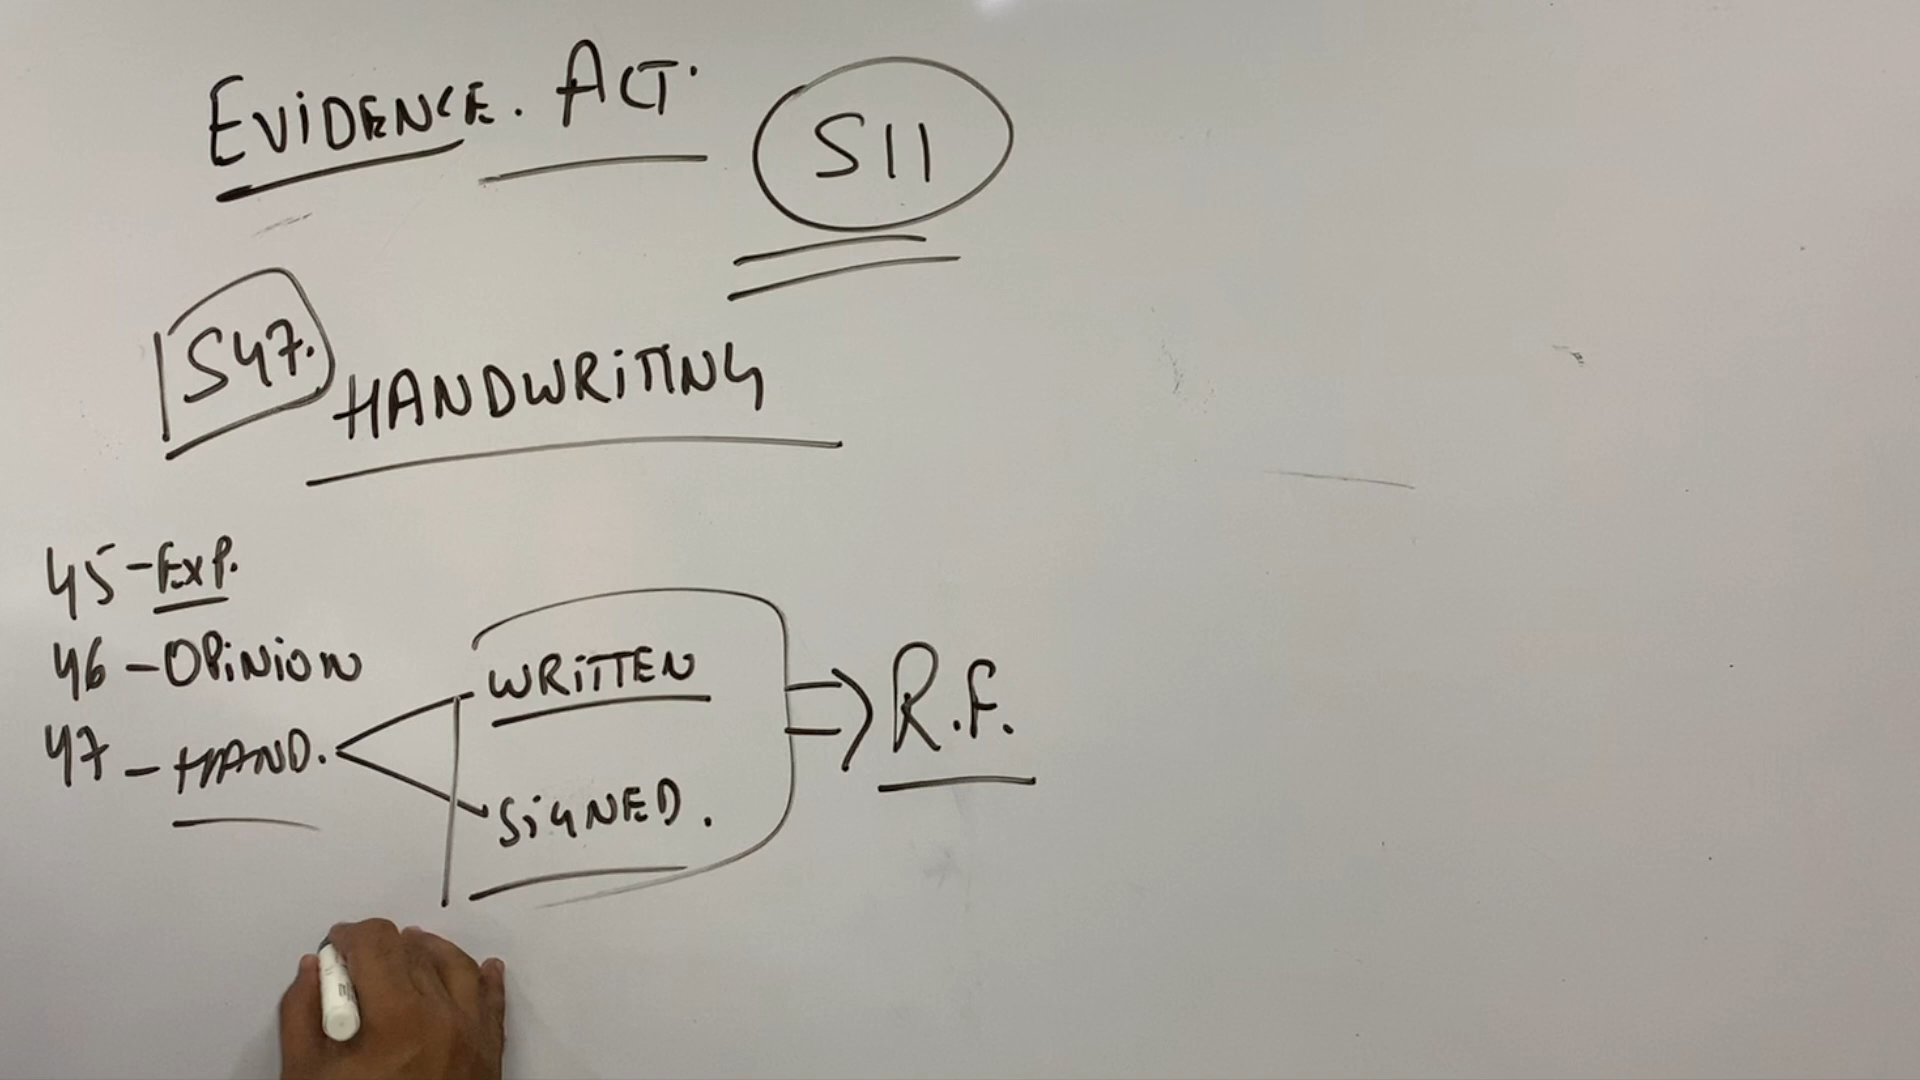 EVIDENCE. ACT.
S11
S47.
HANDWRITING
45 - EXP.
46 - OPINION
47 - HAND.
WRITTEN
SIGNED.
R.F.